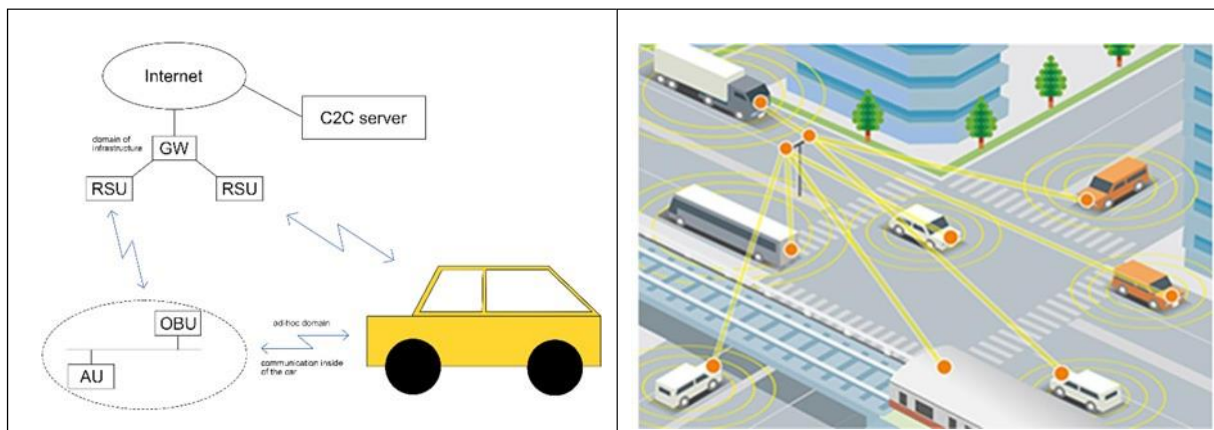 Internet
C2C server
domain of
infrastructure
GW
RSU
RSU
OBU
ad-hoc domain
AU
communication inside
of the car